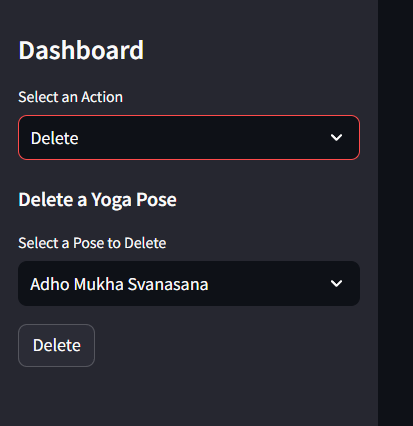 Dashboard
Select an Action
Delete
Delete a Yoga Pose
Select a Pose to Delete
Adho Mukha Svanasana
Delete